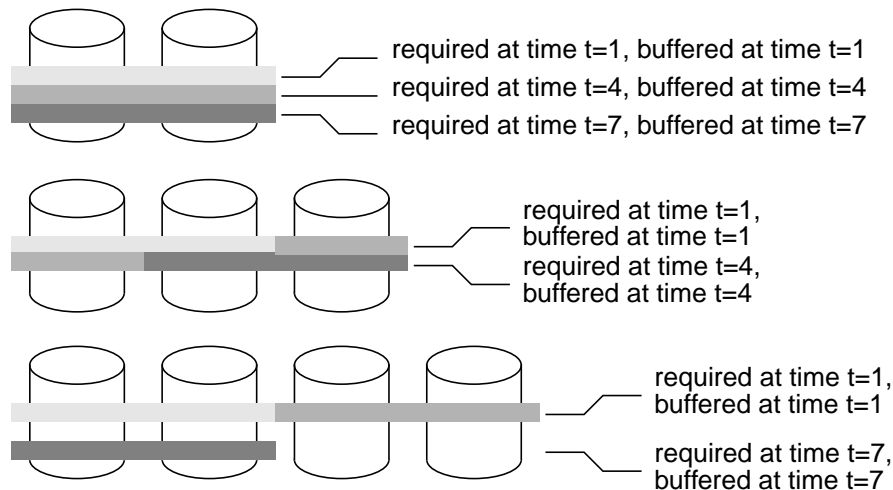 required at time t=1, buffered at time t=1
required at time t=4, buffered at time t=4
required at time t=7, buffered at time t=7
required at time t=1,
buffered at time t=1
required at time t=4,
buffered at time t=4
required at time t=1,
buffered at time t=1
required at time t=7,
buffered at time t=7